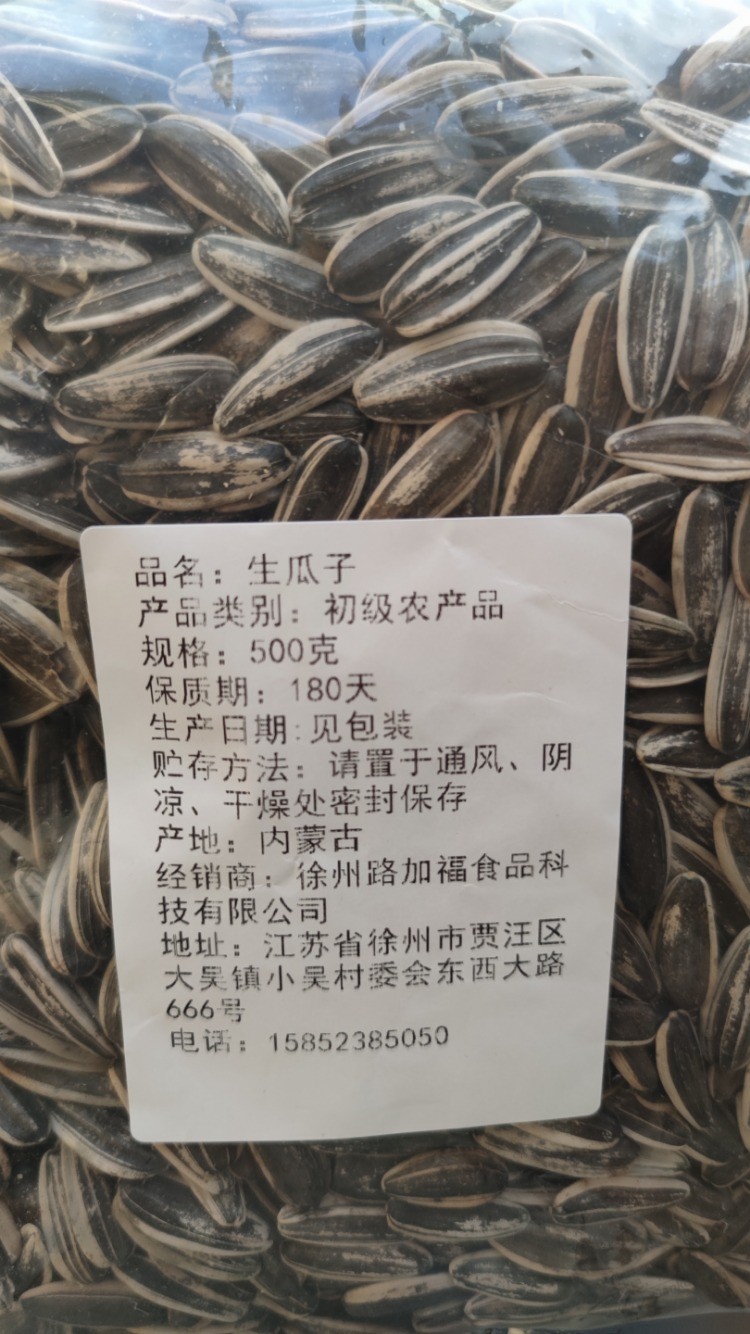 品名：生瓜子
产品类别：初级农产品
规格：500克
保质期：180天
生产日期:见包装
贮存方法：请置于通风、阴
凉、干燥处密封保存
产地：内蒙古
经销商：徐州路加福食品科
技有限公司
地址：江苏省徐州市贾汪区
大吴镇小吴村委会东西大路
666号
电话：15852385050